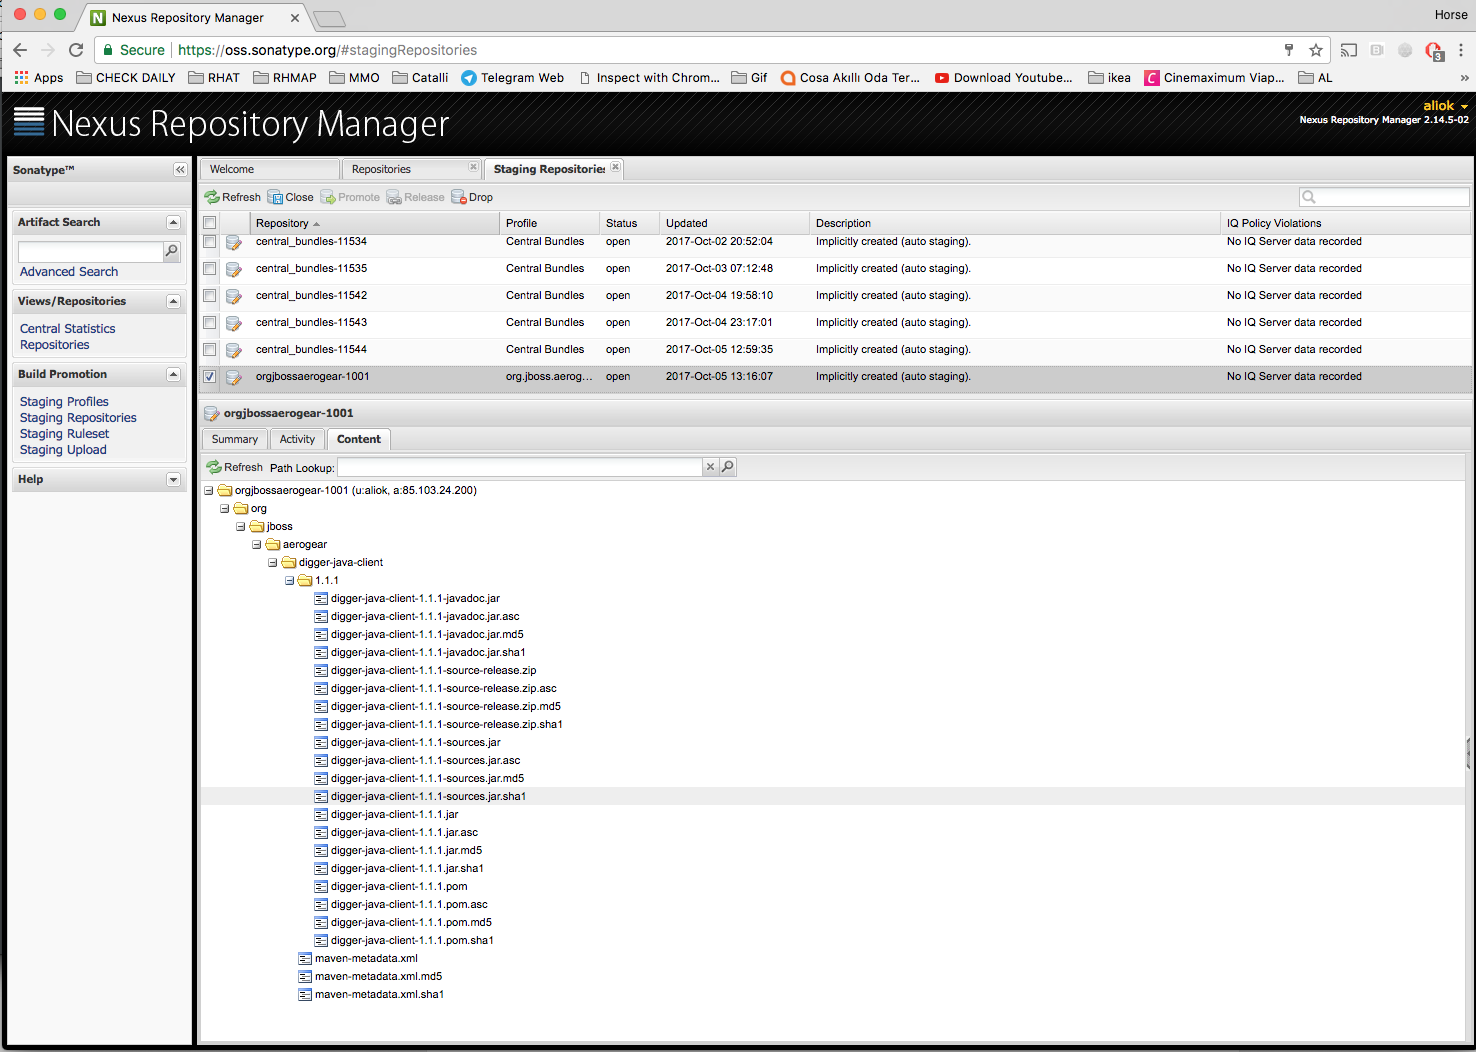 Nexus Repository Manager
Horse
Secure https://oss.sonatype.org/#stagingRepositories
3
Apps CHECK DAILY RHAT RHMAP MMO Catalli Telegram Web Inspect with Chrom... Gif Cosa Akıllı Oda Ter... Download Youtube... ikea Cinemaximum Viap... AL »
Nexus Repository Manager
aliok
Nexus Repository Manager 2.14.5-02
Sonatype™
Artifact Search
Advanced Search
Views/Repositories
Central Statistics
Repositories
Build Promotion
Staging Profiles
Staging Repositories
Staging Ruleset
Staging Upload
Help
Welcome Repositories Staging Repositories
Refresh Close Promote Release Drop
Repository Profile Status Updated Description IQ Policy Violations
central_bundles-11534 Central Bundles open 2017-Oct-02 20:52:04 Implicitly created (auto staging). No IQ Server data recorded
central_bundles-11535 Central Bundles open 2017-Oct-03 07:12:48 Implicitly created (auto staging). No IQ Server data recorded
central_bundles-11542 Central Bundles open 2017-Oct-04 19:58:10 Implicitly created (auto staging). No IQ Server data recorded
central_bundles-11543 Central Bundles open 2017-Oct-04 23:17:01 Implicitly created (auto staging). No IQ Server data recorded
central_bundles-11544 Central Bundles open 2017-Oct-05 12:59:35 Implicitly created (auto staging). No IQ Server data recorded
orgjbossaerogear-1001 org.jboss.aerog... open 2017-Oct-05 13:16:07 Implicitly created (auto staging). No IQ Server data recorded
orgjbossaerogear-1001
Summary Activity Content
Refresh Path Lookup:
orgjbossaerogear-1001 (u:aliok, a:85.103.24.200)
org
jboss
aerogear
digger-java-client
1.1.1
digger-java-client-1.1.1-javadoc.jar
digger-java-client-1.1.1-javadoc.jar.asc
digger-java-client-1.1.1-javadoc.jar.md5
digger-java-client-1.1.1-javadoc.jar.sha1
digger-java-client-1.1.1-source-release.zip
digger-java-client-1.1.1-source-release.zip.asc
digger-java-client-1.1.1-source-release.zip.md5
digger-java-client-1.1.1-source-release.zip.sha1
digger-java-client-1.1.1-sources.jar
digger-java-client-1.1.1-sources.jar.asc
digger-java-client-1.1.1-sources.jar.md5
digger-java-client-1.1.1-sources.jar.sha1
digger-java-client-1.1.1.jar
digger-java-client-1.1.1.jar.asc
digger-java-client-1.1.1.jar.md5
digger-java-client-1.1.1.jar.sha1
digger-java-client-1.1.1.pom
digger-java-client-1.1.1.pom.asc
digger-java-client-1.1.1.pom.md5
digger-java-client-1.1.1.pom.sha1
maven-metadata.xml
maven-metadata.xml.md5
maven-metadata.xml.sha1